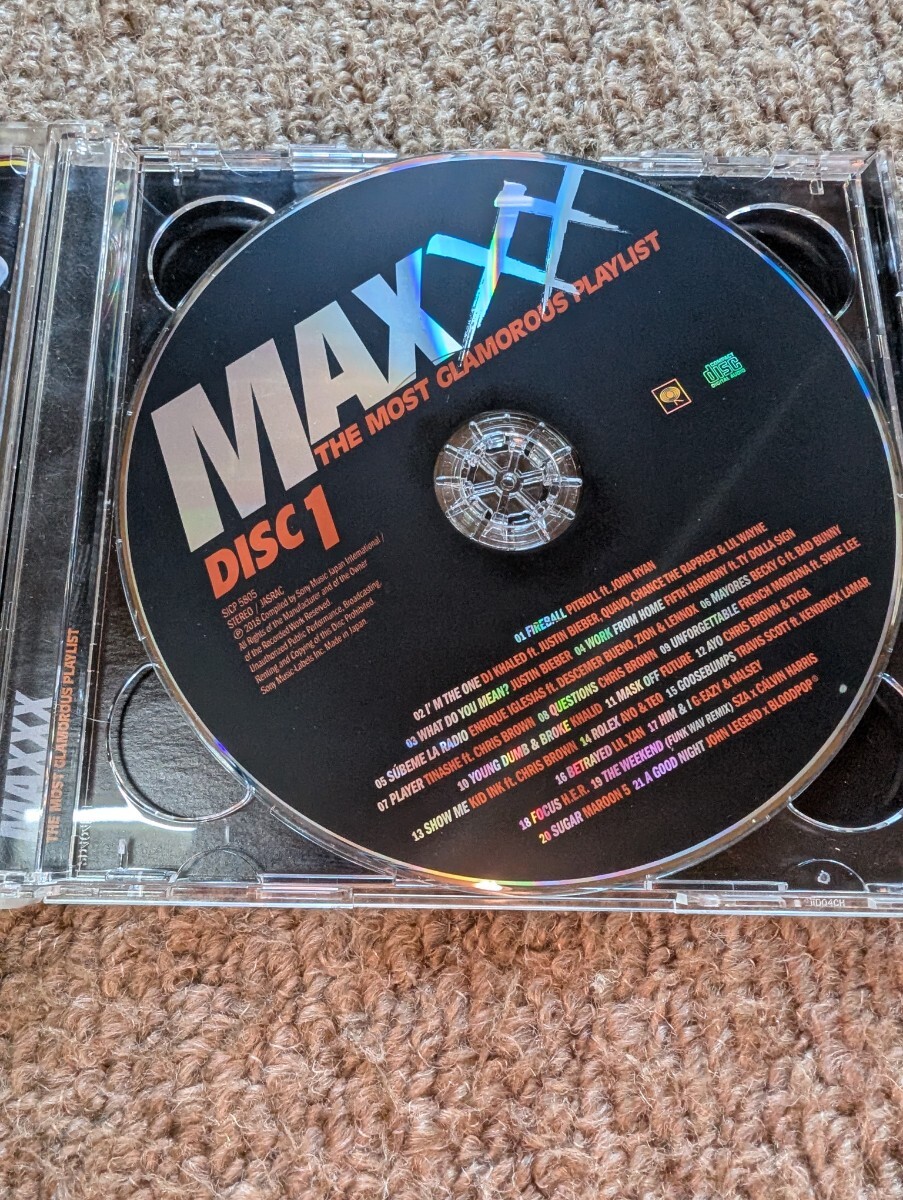 MAXXX
THE MOST GLAMOROUS PLAYLIST
DISC 1
SICP 5805
STEREO / JASRAC
Ⓟ 2018 Compiled by Sony Music Japan International /
All Rights of the Manufacturer and of the Owner
of the Recorded Work Reserved.
Unauthorized Public Performance, Broadcasting,
Renting and Copying of this Disc Prohibited.
Sony Music Labels Inc. Made in Japan
COMPACT
disc
DIGITAL AUDIO
01 FIREBALL PITBULL ft. JOHN RYAN
02 I'M THE ONE DJ KHALED ft. JUSTIN BIEBER, QUAVO, CHANCE THE RAPPAER & LIL WAYNE
03 WHAT DO YOU MEAN? JUSTIN BIEBER 04 WORK FROM HOME FIFTH HARMONY ft. TY DOLLA $IGN
05 SÚBEME LA RADIO ENRIQUE IGLESIAS ft. DESCEMER BUENO, ZION & LENNOX 06 MAYORES BECKY G ft. BAD BUNNY
07 PLAYER TINASHE ft. CHRIS BROWN 08 QUESTIONS CHRIS BROWN 09 UNFORGETTABLE FRENCH MONTANA ft. SWAE LEE
10 YOUNG DUMB & BROKE KHALID 11 MASK OFF FUTURE 12 AYO CHRIS BROWN & TYGA
13 SHOW ME KID INK ft. CHRIS BROWN 14 ROLEX AYO & TEO 15 GOOSEBUMPS TRAVIS SCOTT ft. KENDRICK LAMAR
16 BETRAYED LIL XAN 17 HIM & I G-EAZY & HALSEY
18 FOCUS H.E.R. 19 THE WEEKEND (FUNK WAV REMIX) SZA x CALVIN HARRIS
20 SUGAR MAROON 5 21 A GOOD NIGHT JOHN LEGEND x BLOODPOP®
MAXXX
THE MOST GLAMOROUS PLAYLIST